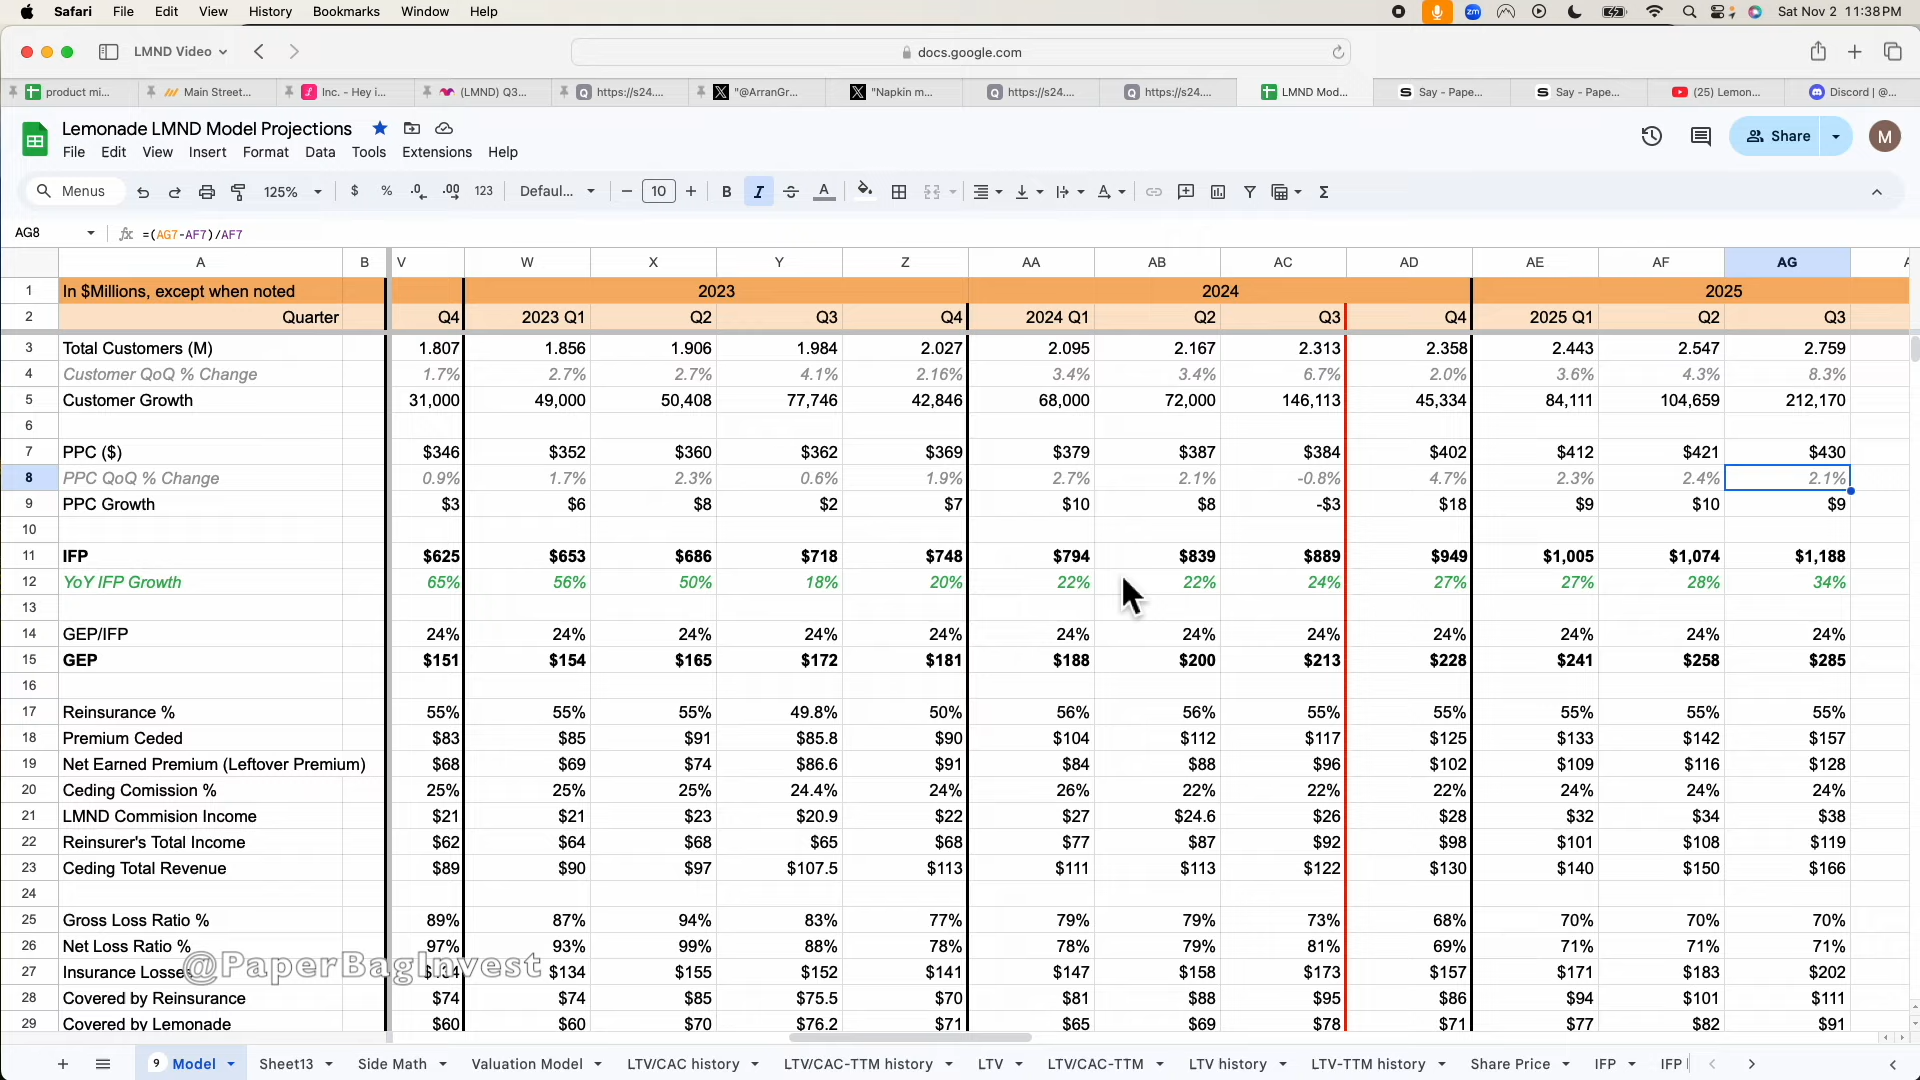 Safari File Edit View History Bookmarks Window Help Sat Nov 2 11:38 PM
LMND Video docs.google.com
product mi... Main Street... Inc. - Hey i... (LMND) Q3... https://s24.... "@ArranGr... "Napkin m... https://s24.... https://s24.... LMND Mod... Say - Pape... Say - Pape... (25) Lemon... Discord | @...
Lemonade LMND Model Projections
File Edit View Insert Format Data Tools Extensions Help
Share M
Menus 125% $ % .0 .00 123 Defaul... 10 B I A
AG8 fx =(AG7-AF7)/AF7
A B V W X Y Z AA AB AC AD AE AF AG
1 In $Millions, except when noted 2023 2024 2025
2 Quarter Q4 2023 Q1 Q2 Q3 Q4 2024 Q1 Q2 Q3 Q4 2025 Q1 Q2 Q3
3 Total Customers (M) 1.807 1.856 1.906 1.984 2.027 2.095 2.167 2.313 2.358 2.443 2.547 2.759
4 Customer QoQ % Change 1.7% 2.7% 2.7% 4.1% 2.16% 3.4% 3.4% 6.7% 2.0% 3.6% 4.3% 8.3%
5 Customer Growth 31,000 49,000 50,408 77,746 42,846 68,000 72,000 146,113 45,334 84,111 104,659 212,170
6
7 PPC ($) $346 $352 $360 $362 $369 $379 $387 $384 $402 $412 $421 $430
8 PPC QoQ % Change 0.9% 1.7% 2.3% 0.6% 1.9% 2.7% 2.1% -0.8% 4.7% 2.3% 2.4% 2.1%
9 PPC Growth $3 $6 $8 $2 $7 $10 $8 -$3 $18 $9 $10 $9
10
11 IFP $625 $653 $686 $718 $748 $794 $839 $889 $949 $1,005 $1,074 $1,188
12 YoY IFP Growth 65% 56% 50% 18% 20% 22% 22% 24% 27% 27% 28% 34%
13
14 GEP/IFP 24% 24% 24% 24% 24% 24% 24% 24% 24% 24% 24% 24%
15 GEP $151 $154 $165 $172 $181 $188 $200 $213 $228 $241 $258 $285
16
17 Reinsurance % 55% 55% 55% 49.8% 50% 56% 56% 55% 55% 55% 55% 55%
18 Premium Ceded $83 $85 $91 $85.8 $90 $104 $112 $117 $125 $133 $142 $157
19 Net Earned Premium (Leftover Premium) $68 $69 $74 $86.6 $91 $84 $88 $96 $102 $109 $116 $128
20 Ceding Comission % 25% 25% 25% 24.4% 24% 26% 22% 22% 22% 24% 24% 24%
21 LMND Commision Income $21 $21 $23 $20.9 $22 $27 $24.6 $26 $28 $32 $34 $38
22 Reinsurer's Total Income $62 $64 $68 $65 $68 $77 $87 $92 $98 $101 $108 $119
23 Ceding Total Revenue $89 $90 $97 $107.5 $113 $111 $113 $122 $130 $140 $150 $166
24
25 Gross Loss Ratio % 89% 87% 94% 83% 77% 79% 79% 73% 68% 70% 70% 70%
26 Net Loss Ratio % 97% 93% 99% 88% 78% 78% 79% 81% 69% 71% 71% 71%
@PaperBagInvest
27 Insurance Losses $134 $155 $152 $141 $147 $158 $173 $157 $171 $183 $202
28 Covered by Reinsurance $74 $74 $85 $75.5 $70 $81 $88 $95 $86 $94 $101 $111
29 Covered by Lemonade $60 $60 $70 $76.2 $71 $65 $69 $78 $71 $77 $82 $91
9 Model Sheet13 Side Math Valuation Model LTV/CAC history LTV/CAC-TTM history LTV LTV/CAC-TTM LTV history LTV-TTM history Share Price IFP IFP